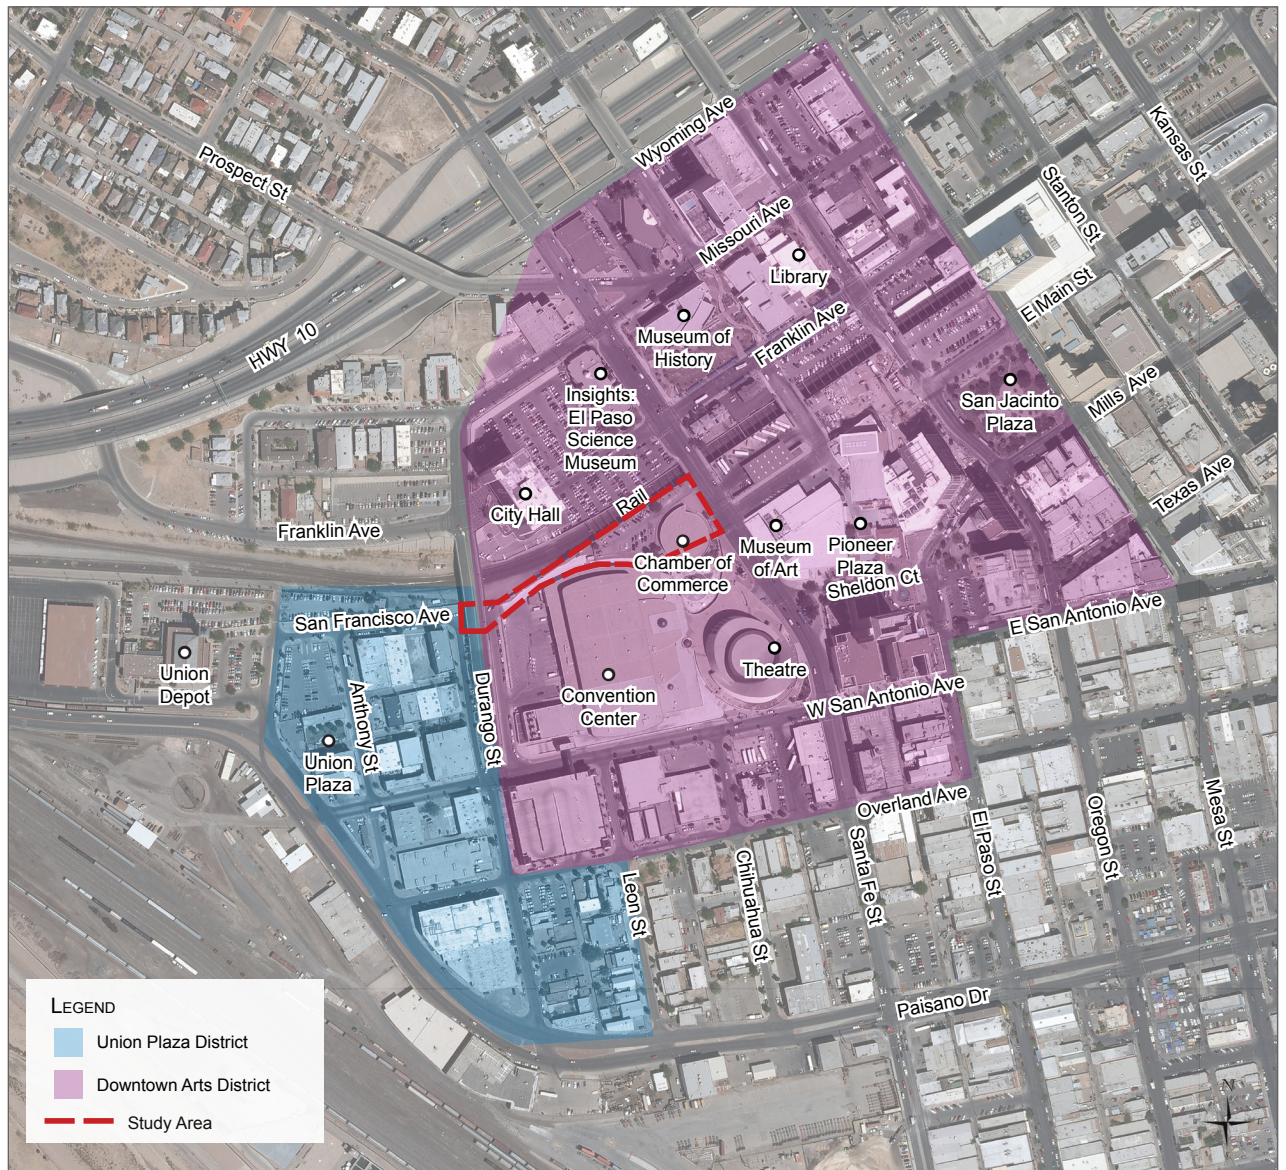 Wyoming Ave
Kansas St
Prospect St
Stanton St
Missouri Ave
Library
E Main St
HWY 10
Museum of
History
Franklin Ave
Mills Ave
Insights:
El Paso
Science
Museum
San Jacinto
Plaza
Texas Ave
Rail
City Hall
Franklin Ave
Chamber of
Commerce
Museum
of Art
Pioneer
Plaza
Sheldon Ct
San Francisco Ave
E San Antonio Ave
Union
Depot
Theatre
Anthony St
Durango St
Convention
Center
W San Antonio Ave
Union
Plaza
Overland Ave
Mesa St
Oregon St
El Paso St
Santa Fe St
Chihuahua St
Leon St
Paisano Dr
LEGEND
Union Plaza District
Downtown Arts District
Study Area
N